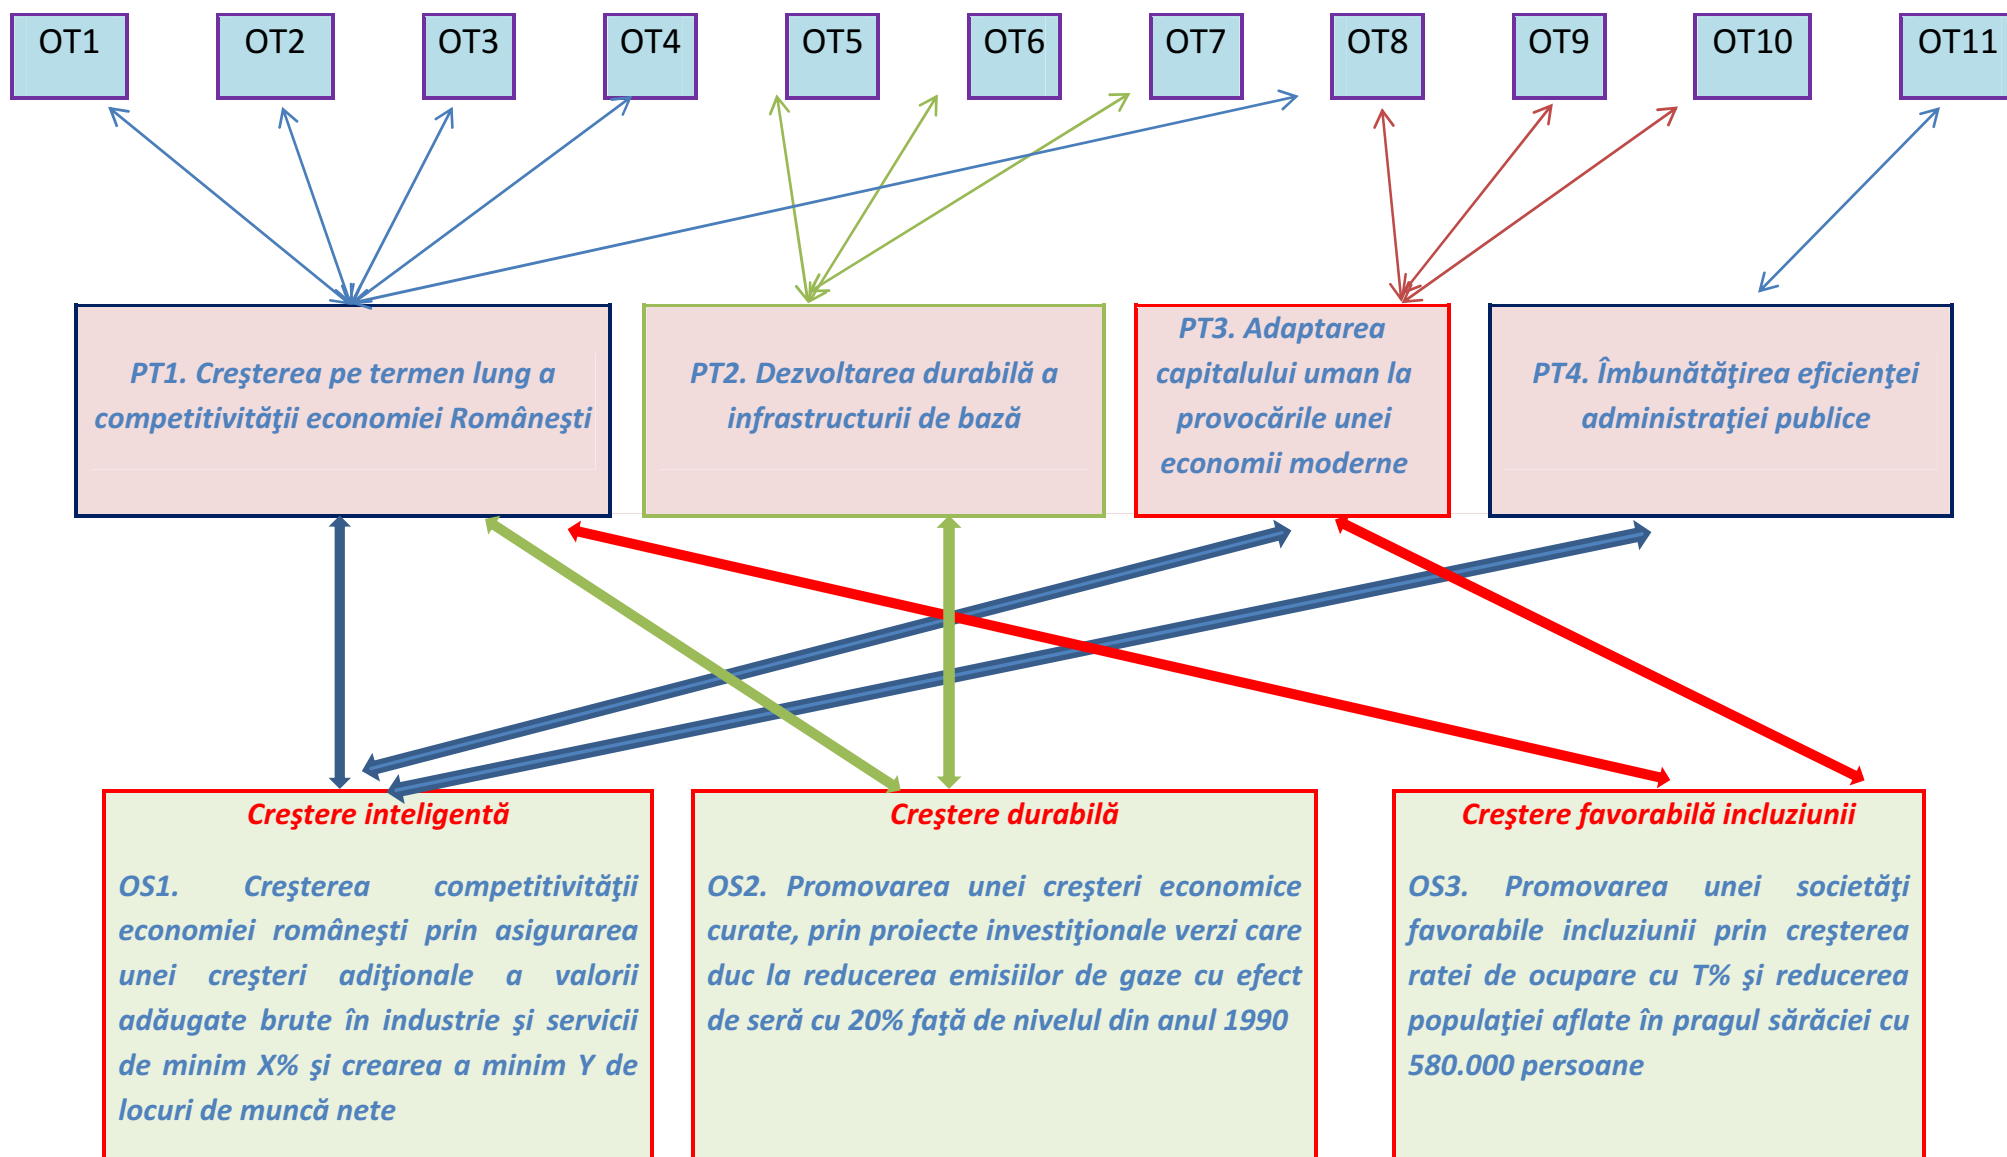 OT1 OT2 OT3 OT4 OT5 OT6 OT7 OT8 OT9 OT10 OT11
PT1. Creşterea pe termen lung a
competitivităţii economiei Româneşti
PT2. Dezvoltarea durabilă a
infrastructurii de bază
PT3. Adaptarea
capitalului uman la
provocările unei
economii moderne
PT4. Îmbunătăţirea eficienţei
administraţiei publice
Creştere inteligentă
OS1. Creşterea competitivităţii
economiei româneşti prin asigurarea
unei creşteri adiţionale a valorii
adăugate brute în industrie şi servicii
de minim X% şi crearea a minim Y de
locuri de muncă nete
Creştere durabilă
OS2. Promovarea unei creşteri economice
curate, prin proiecte investiţionale verzi care
duc la reducerea emisiilor de gaze cu efect
de seră cu 20% faţă de nivelul din anul 1990
Creştere favorabilă incluziunii
OS3. Promovarea unei societăţi
favorabile incluziunii prin creşterea
ratei de ocupare cu T% şi reducerea
populaţiei aflate în pragul sărăciei cu
580.000 persoane